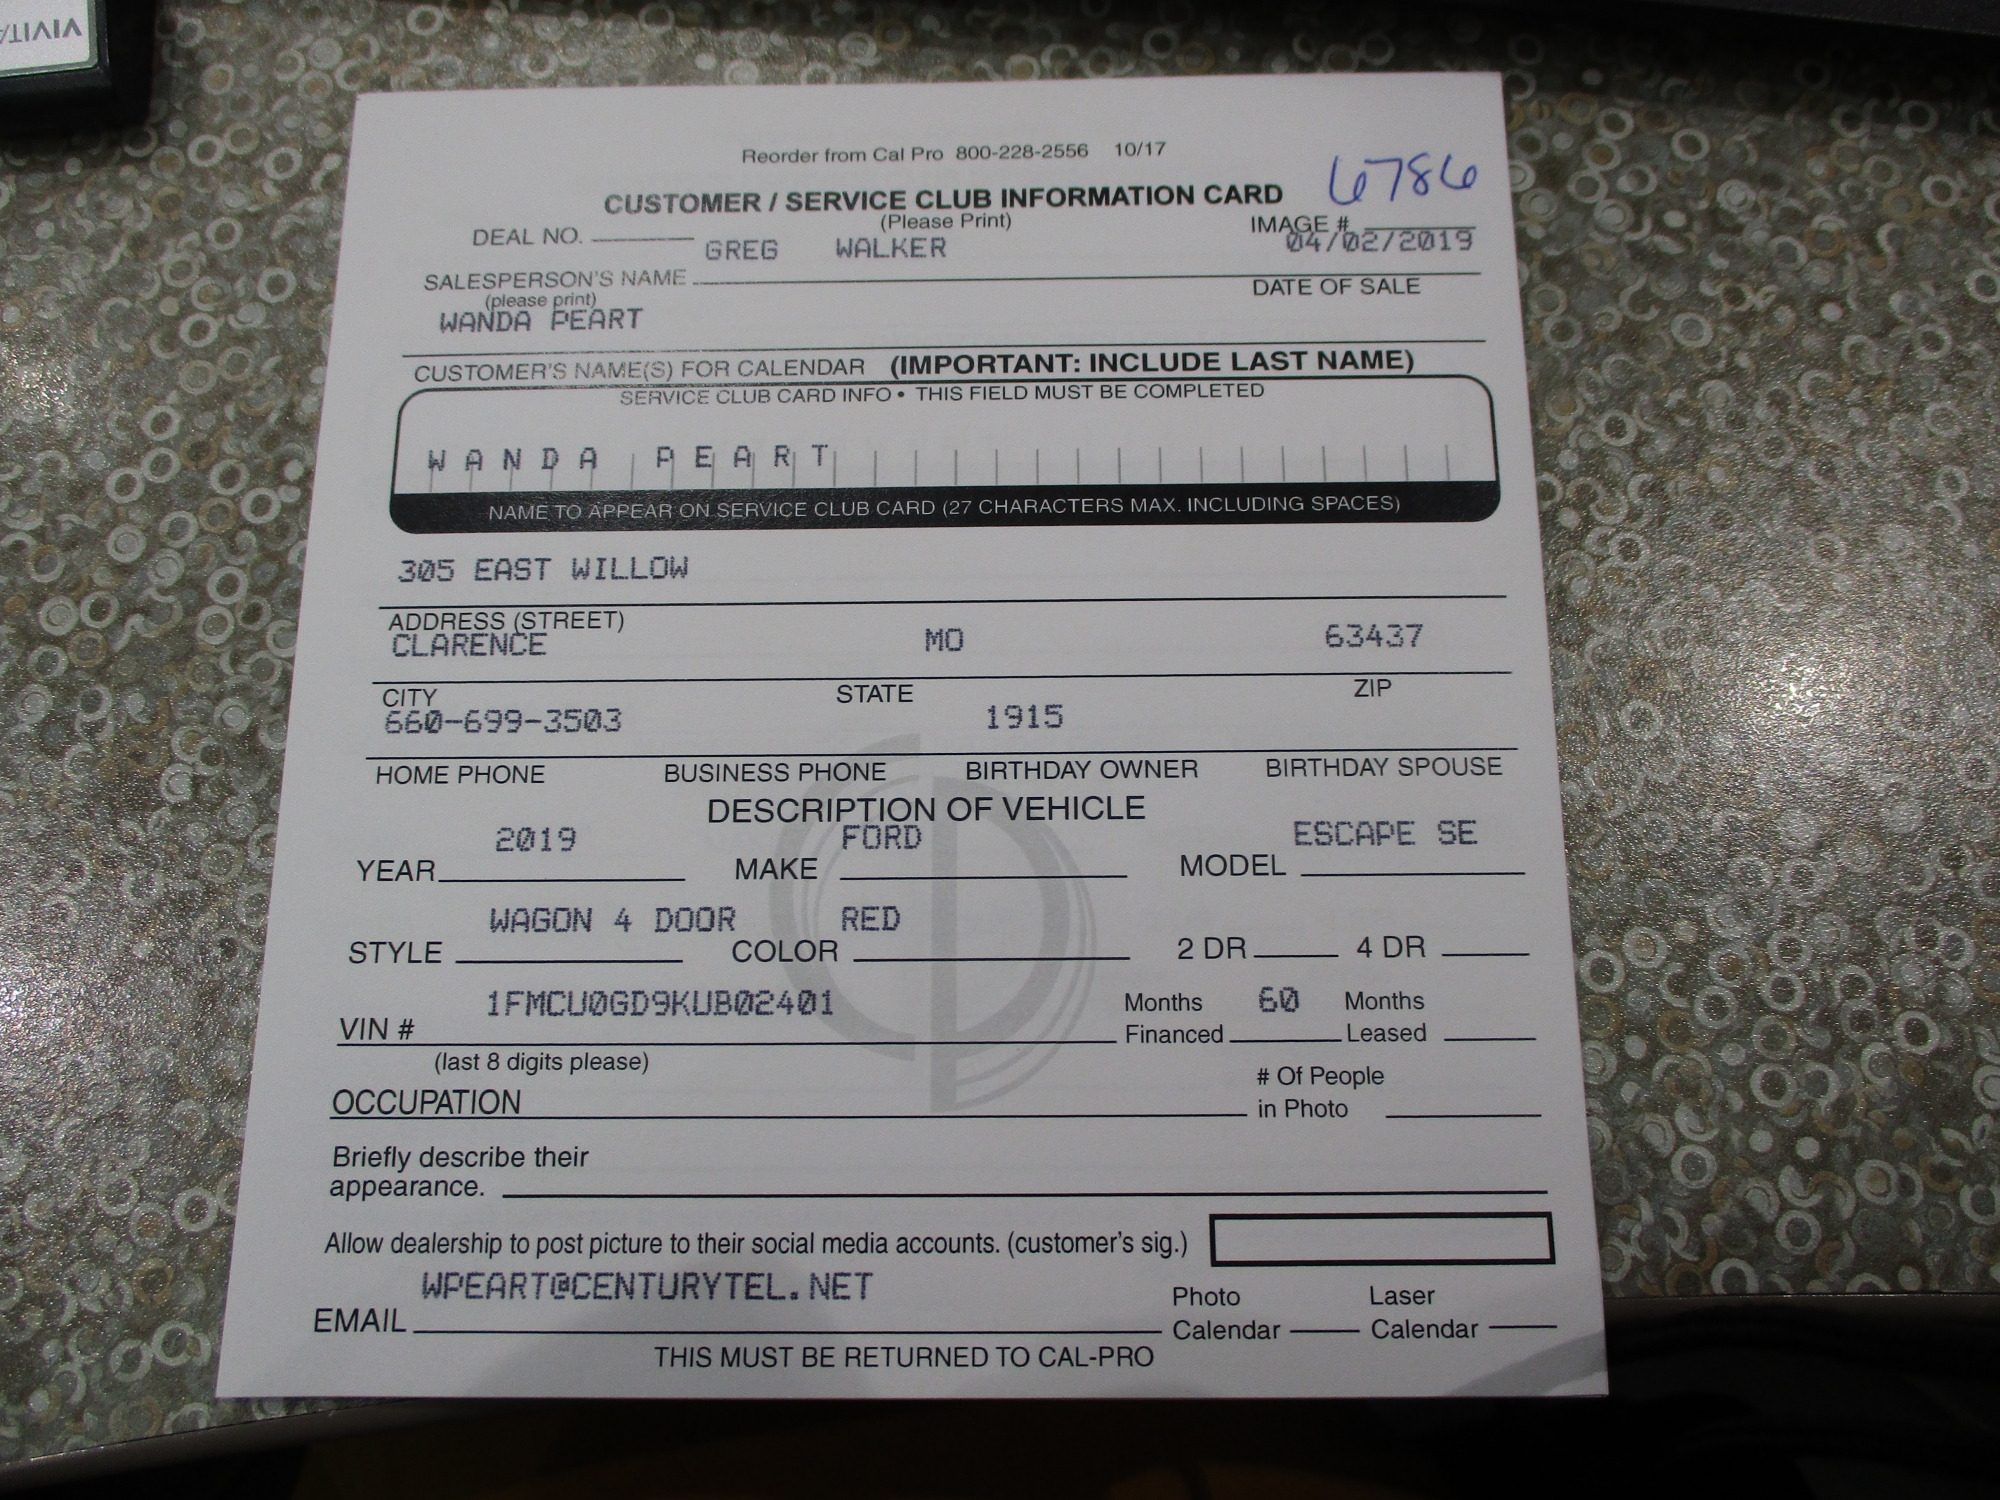 VIVITA
Reorder from Cal Pro 800-228-2556 10/17
6786
CUSTOMER / SERVICE CLUB INFORMATION CARD
(Please Print)
DEAL NO. IMAGE #
GREG WALKER 04/02/2019
SALESPERSON'S NAME DATE OF SALE
(please print)
WANDA PEART
CUSTOMER'S NAME(S) FOR CALENDAR (IMPORTANT: INCLUDE LAST NAME)
SERVICE CLUB CARD INFO • THIS FIELD MUST BE COMPLETED
WANDA PEART
NAME TO APPEAR ON SERVICE CLUB CARD (27 CHARACTERS MAX. INCLUDING SPACES)
305 EAST WILLOW
ADDRESS (STREET)
CLARENCE MO 63437
CITY STATE ZIP
660-699-3503 1915
HOME PHONE BUSINESS PHONE BIRTHDAY OWNER BIRTHDAY SPOUSE
DESCRIPTION OF VEHICLE
2019 FORD ESCAPE SE
YEAR MAKE MODEL
WAGON 4 DOOR RED
STYLE COLOR 2 DR 4 DR
1FMCU0GD9KUB02401 Months 60 Months
VIN # Financed Leased
(last 8 digits please)
# Of People
OCCUPATION in Photo
Briefly describe their
appearance.
Allow dealership to post picture to their social media accounts. (customer's sig.)
WPEART@CENTURYTEL.NET Photo Laser
EMAIL Calendar Calendar
THIS MUST BE RETURNED TO CAL-PRO